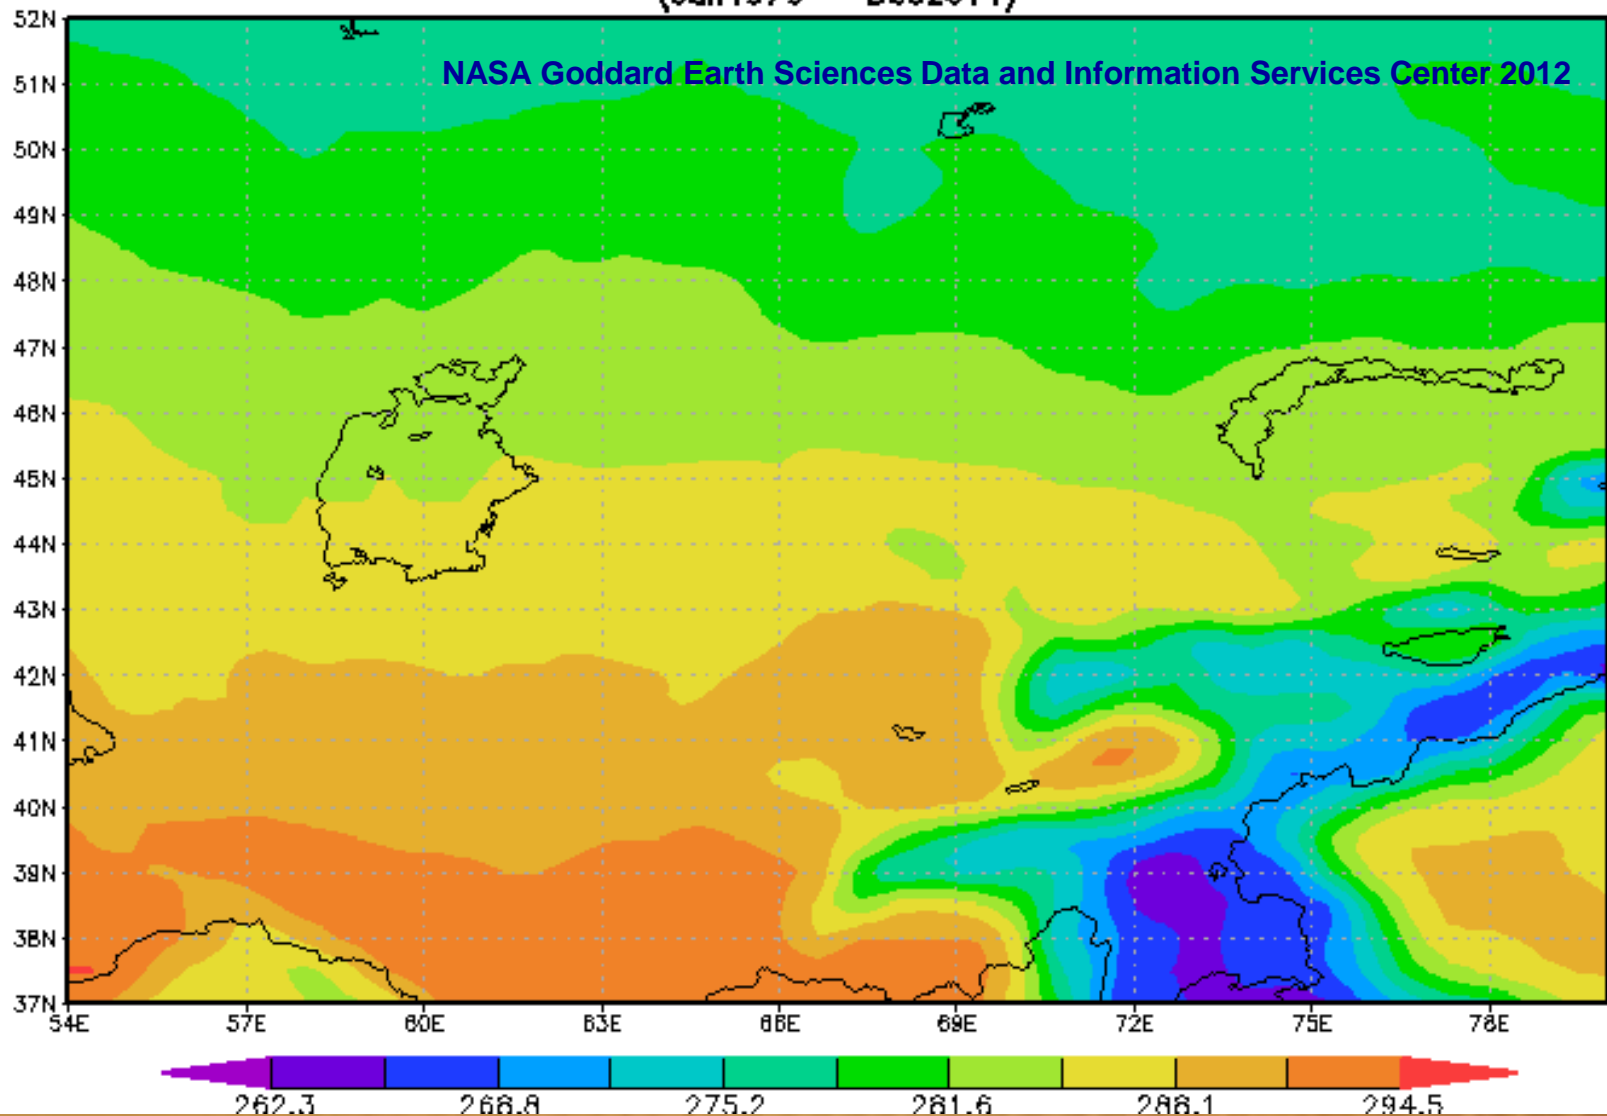 (Jan1979 - Dec2011)
52N
NASA Goddard Earth Sciences Data and Information Services Center 2012
51N
50N
49N
48N
47N
46N
45N
44N
43N
42N
41N
40N
39N
38N
37N
54E 57E 60E 63E 66E 69E 72E 75E 78E
262.3 268.8 275.2 281.6 288.1 294.5